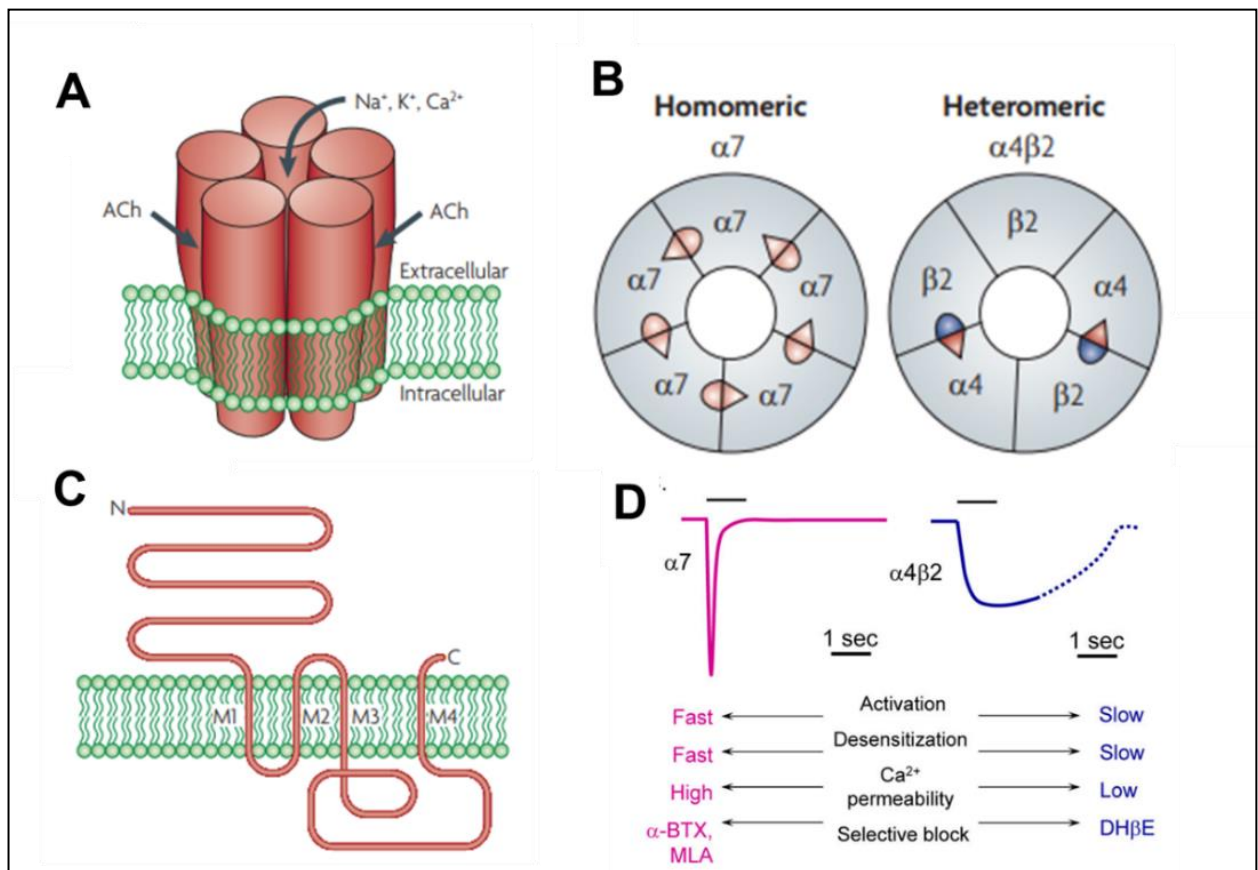 A
Na⁺, K⁺, Ca²⁺
ACh
ACh
Extracellular
Intracellular
B
Homomeric
α7
Heteromeric
α4β2
α7
α7
α7
α7
α7
β2
β2
α4
α4
β2
C
N
C
M1
M2
M3
M4
D
α7
α4β2
1 sec
1 sec
Fast
Activation
Slow
Fast
Desensitization
Slow
High
Ca²⁺
permeability
Low
α-BTX,
MLA
Selective block
DHβE